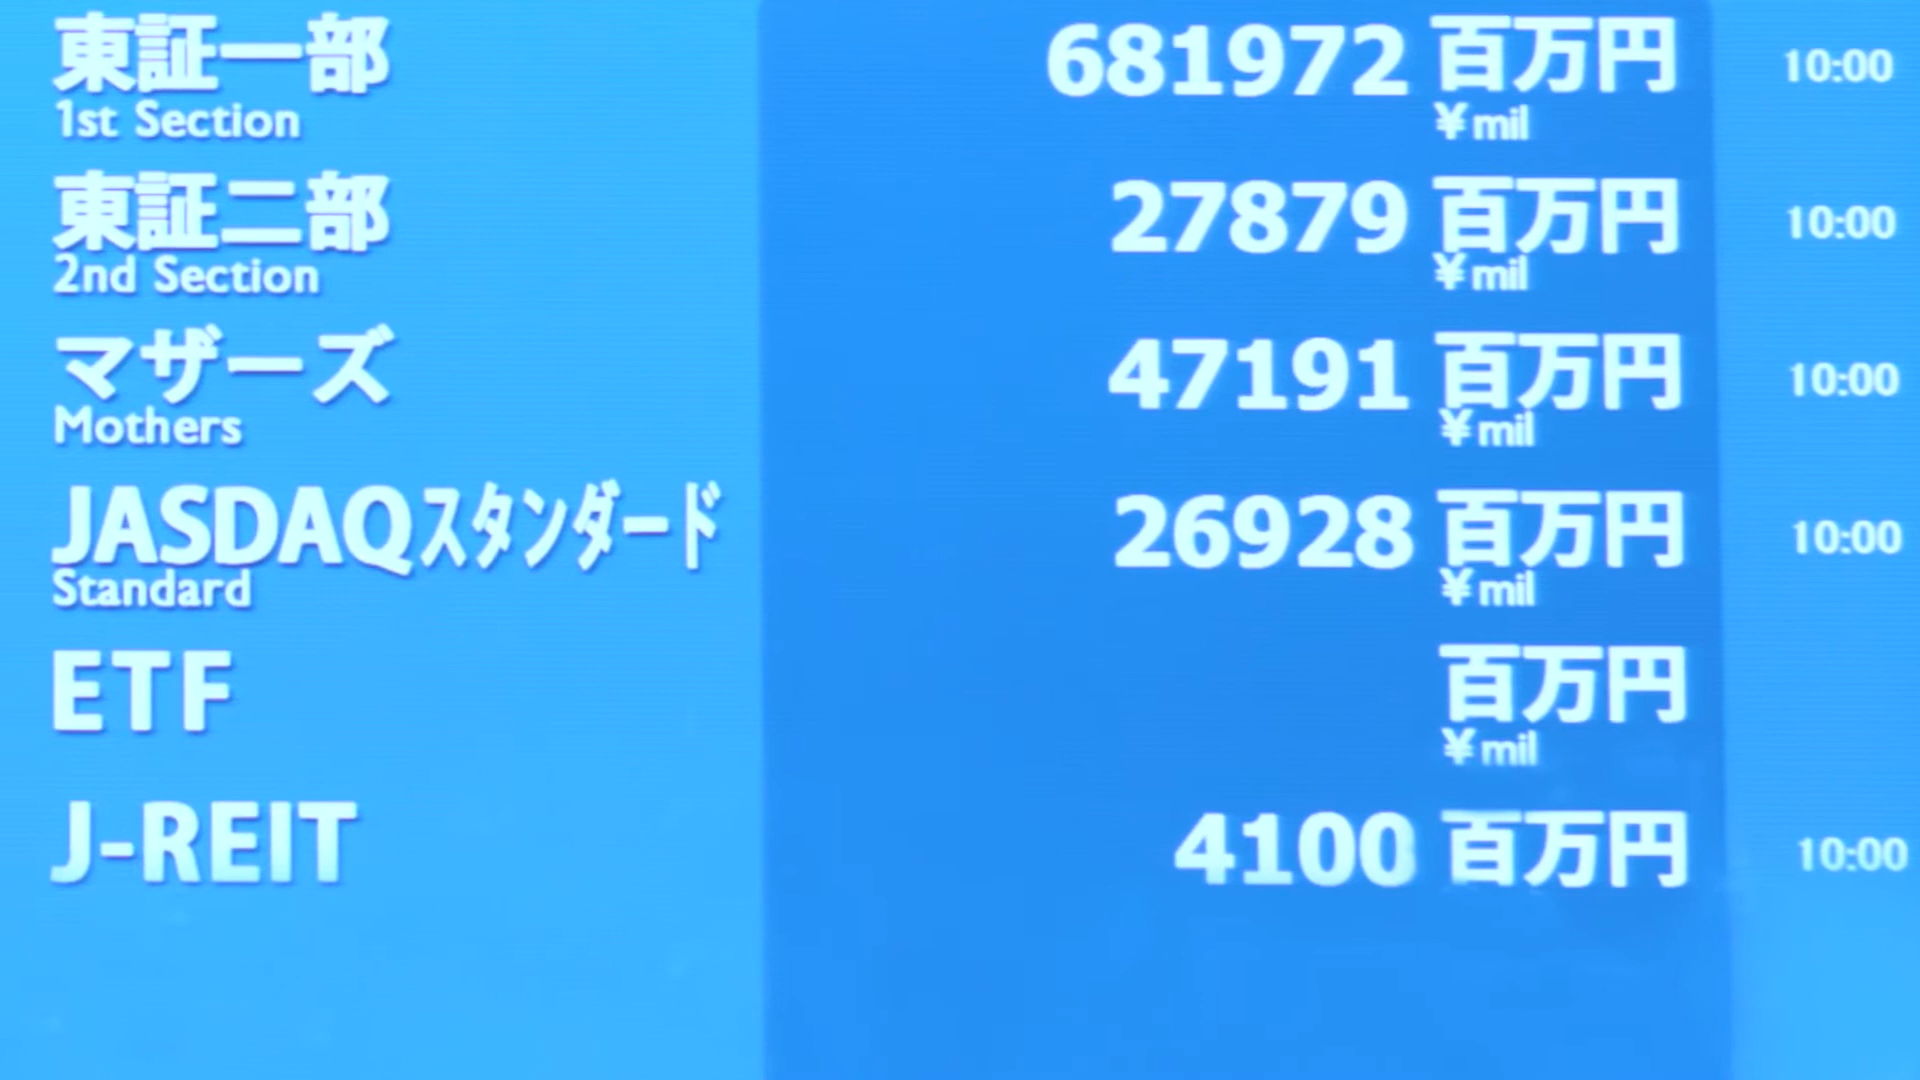 東証一部 681972 百万円 10:00
1st Section ¥mil
東証二部 27879 百万円 10:00
2nd Section ¥mil
マザーズ 47191 百万円 10:00
Mothers ¥mil
JASDAQスタンダード 26928 百万円 10:00
Standard ¥mil
ETF 百万円
¥mil
J-REIT 4100 百万円 10:00